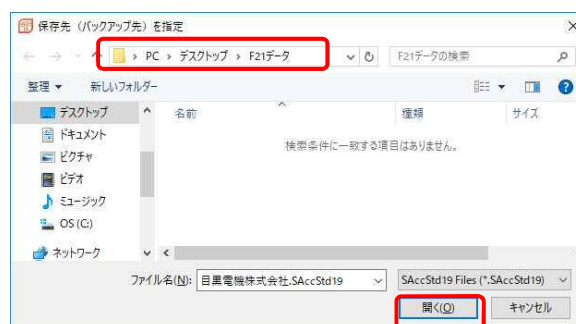 保存先（バックアップ先）を指定
PC › デスクトップ › F21データ
F21データの検索
整理 新しいフォルダー
名前 種類 サイズ
デスクトップ
検索条件に一致する項目はありません。
ドキュメント
ピクチャ
ビデオ
ミュージック
OS (C:)
ネットワーク
ファイル名(N): 目黒電機株式会社.SAccStd19
SAccStd19 Files (*.SAccStd19)
開く(O) キャンセル